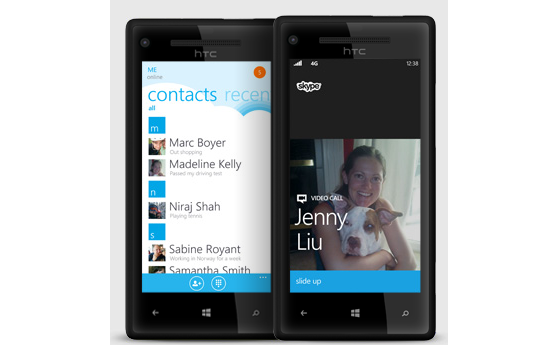 hTC
ME
online
contacts recen
all
m
Marc Boyer
Out shopping
Madeline Kelly
Passed my driving test
n
Niraj Shah
Playing tennis
s
Sabine Royant
Working in Norway for a week
Samantha Smith
hTC
4G 12:38
skype
VIDEO CALL
Jenny
Liu
slide up